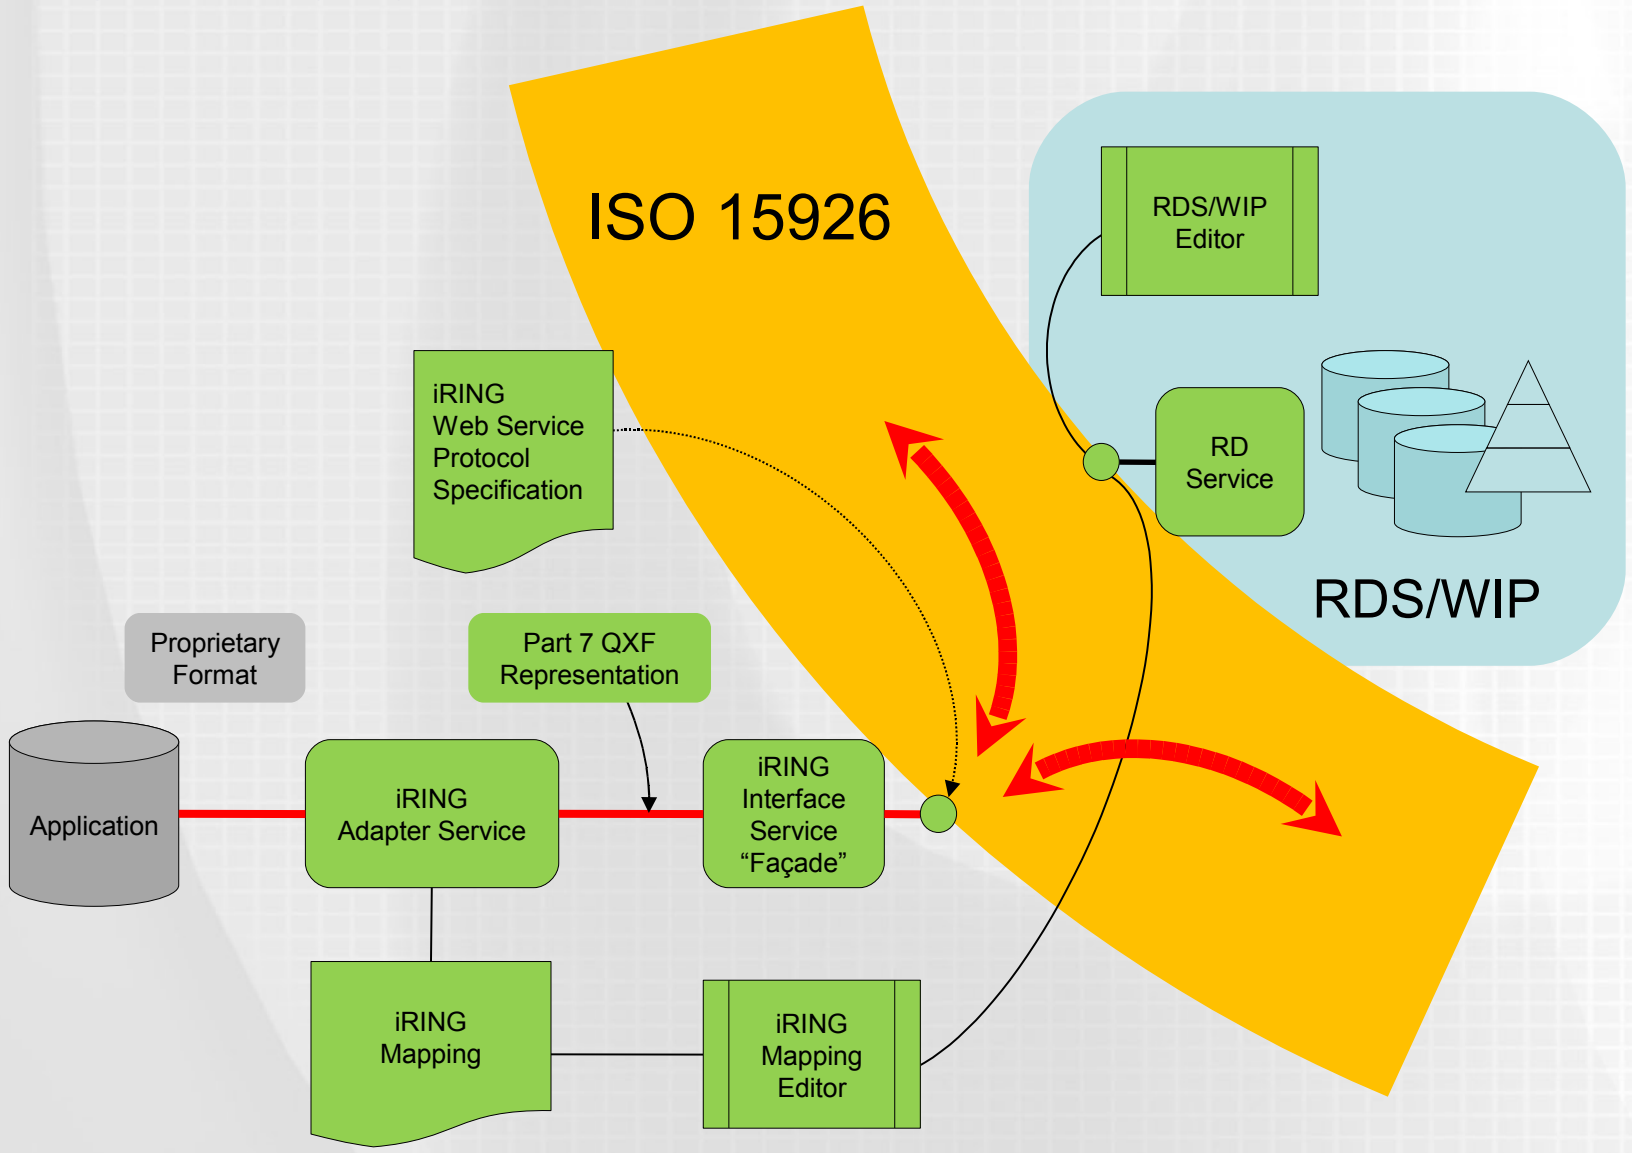 ISO 15926
RDS/WIP
Editor
iRING
Web Service
Protocol
Specification
RD
Service
RDS/WIP
Proprietary
Format
Part 7 QXF
Representation
Application
iRING
Adapter Service
iRING
Interface
Service
“Façade”
iRING
Mapping
iRING
Mapping
Editor